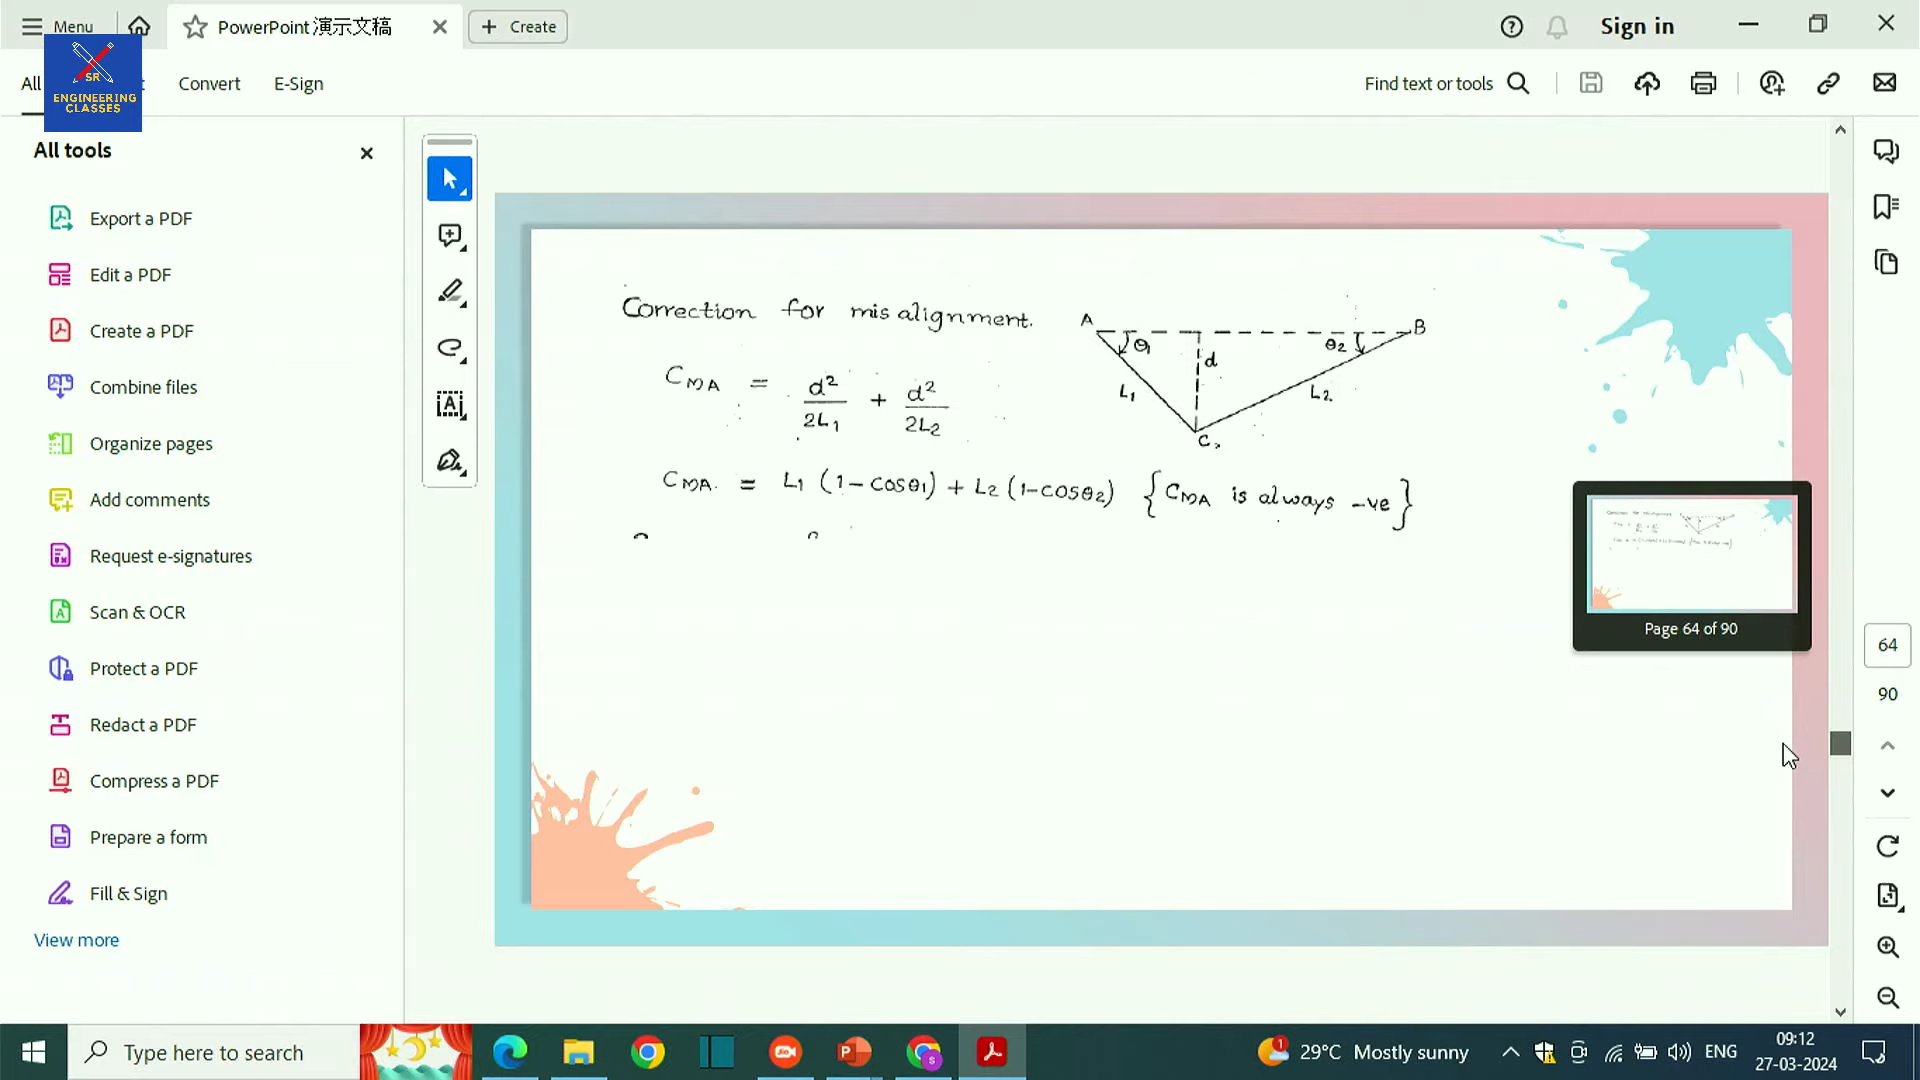 Menu
PowerPoint 演示文稿
Create
Sign in
All
Convert
E-Sign
Find text or tools
SR
ENGINEERING
CLASSES
All tools
Export a PDF
Edit a PDF
Create a PDF
Combine files
Organize pages
Add comments
Request e-signatures
Scan & OCR
Protect a PDF
Redact a PDF
Compress a PDF
Prepare a form
Fill & Sign
View more
Correction for misalignment.
A B
θ1 θ2
d
L1 L2
C
CMA = d²/2L1 + d²/2L2
CMA. = L1 (1-cosθ1) + L2 (1-cosθ2) {CMA is always -ve}
Page 64 of 90
64
90
Type here to search
29°C Mostly sunny
ENG
09:12
27-03-2024